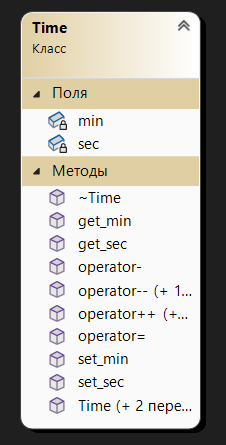 Time
Класс
Поля
min
sec
Методы
~Time
get_min
get_sec
operator-
operator-- (+ 1...
operator++ (+...
operator=
set_min
set_sec
Time (+ 2 пере...